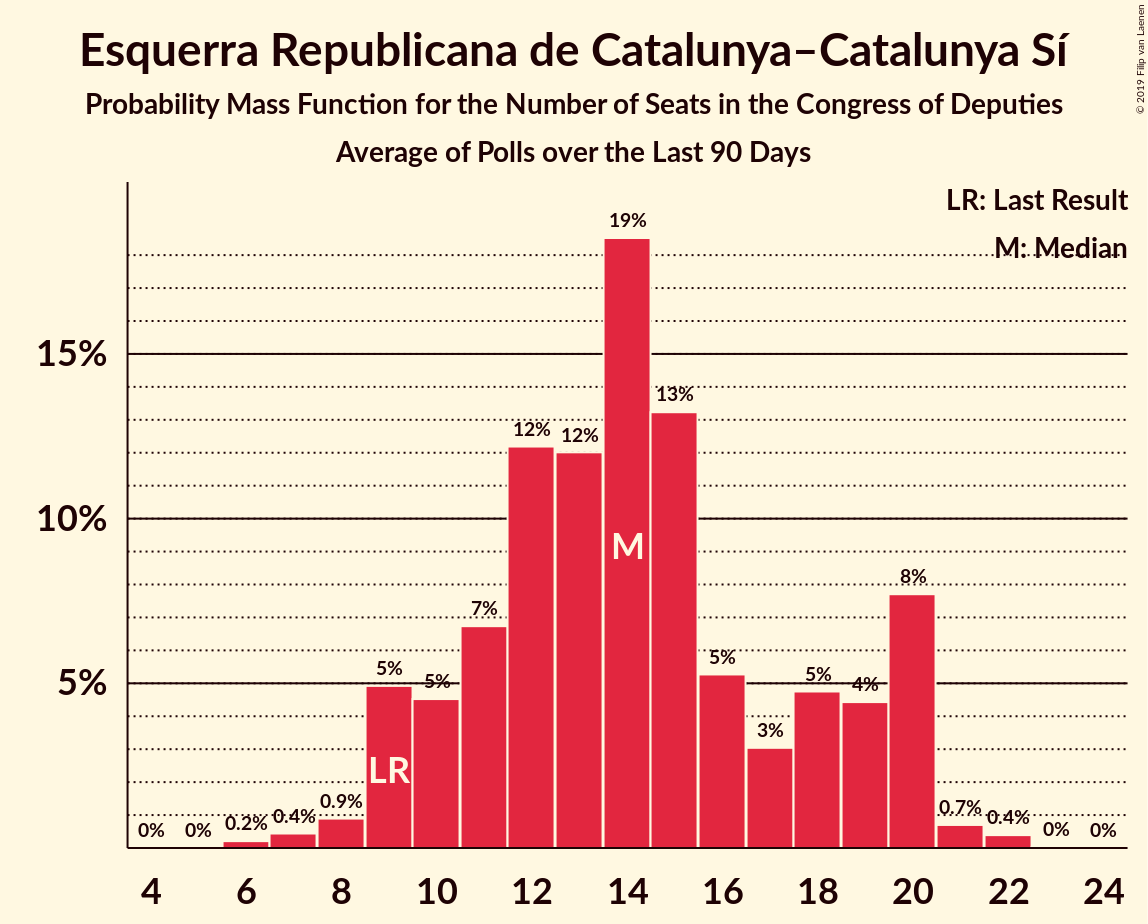 Esquerra Republicana de Catalunya–Catalunya Sí
Probability Mass Function for the Number of Seats in the Congress of Deputies
Average of Polls over the Last 90 Days
© 2019 Filip van Laenen
LR: Last Result
M: Median
15%
10%
5%
0%
0%
0.2%
0.4%
0.9%
5%
5%
7%
12%
12%
19%
13%
5%
3%
5%
4%
8%
0.7%
0.4%
0%
0%
LR
M
4 6 8 10 12 14 16 18 20 22 24